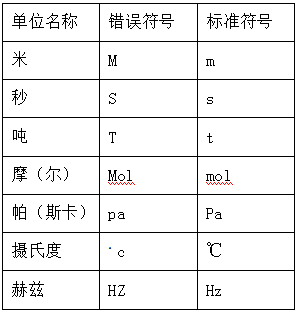 单位名称 错误符号 标准符号
米 M m
秒 S s
吨 T t
摩（尔） Mol mol
帕（斯卡） pa Pa
摄氏度 ｡c ℃
赫兹 HZ Hz